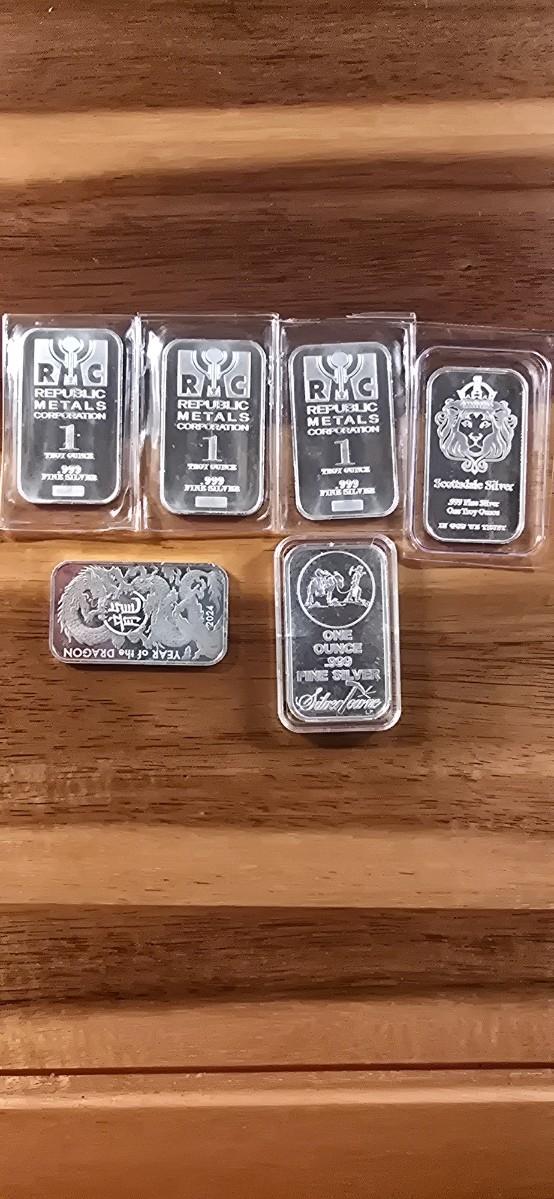 RMC
REPUBLIC
METALS
CORPORATION
1
TROY OUNCE
.999
FINE SILVER
RMC
REPUBLIC
METALS
CORPORATION
1
TROY OUNCE
.999
FINE SILVER
RMC
REPUBLIC
METALS
CORPORATION
1
TROY OUNCE
.999
FINE SILVER
Scottsdale Silver
.999 Fine Silver
One Troy Ounce
IN GOD WE TRUST
YEAR of the DRAGON
2024
ONE
OUNCE
.999
FINE SILVER
SilverTowne